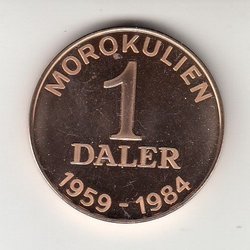 MOROKULIEN
1
DALER
1959 - 1984